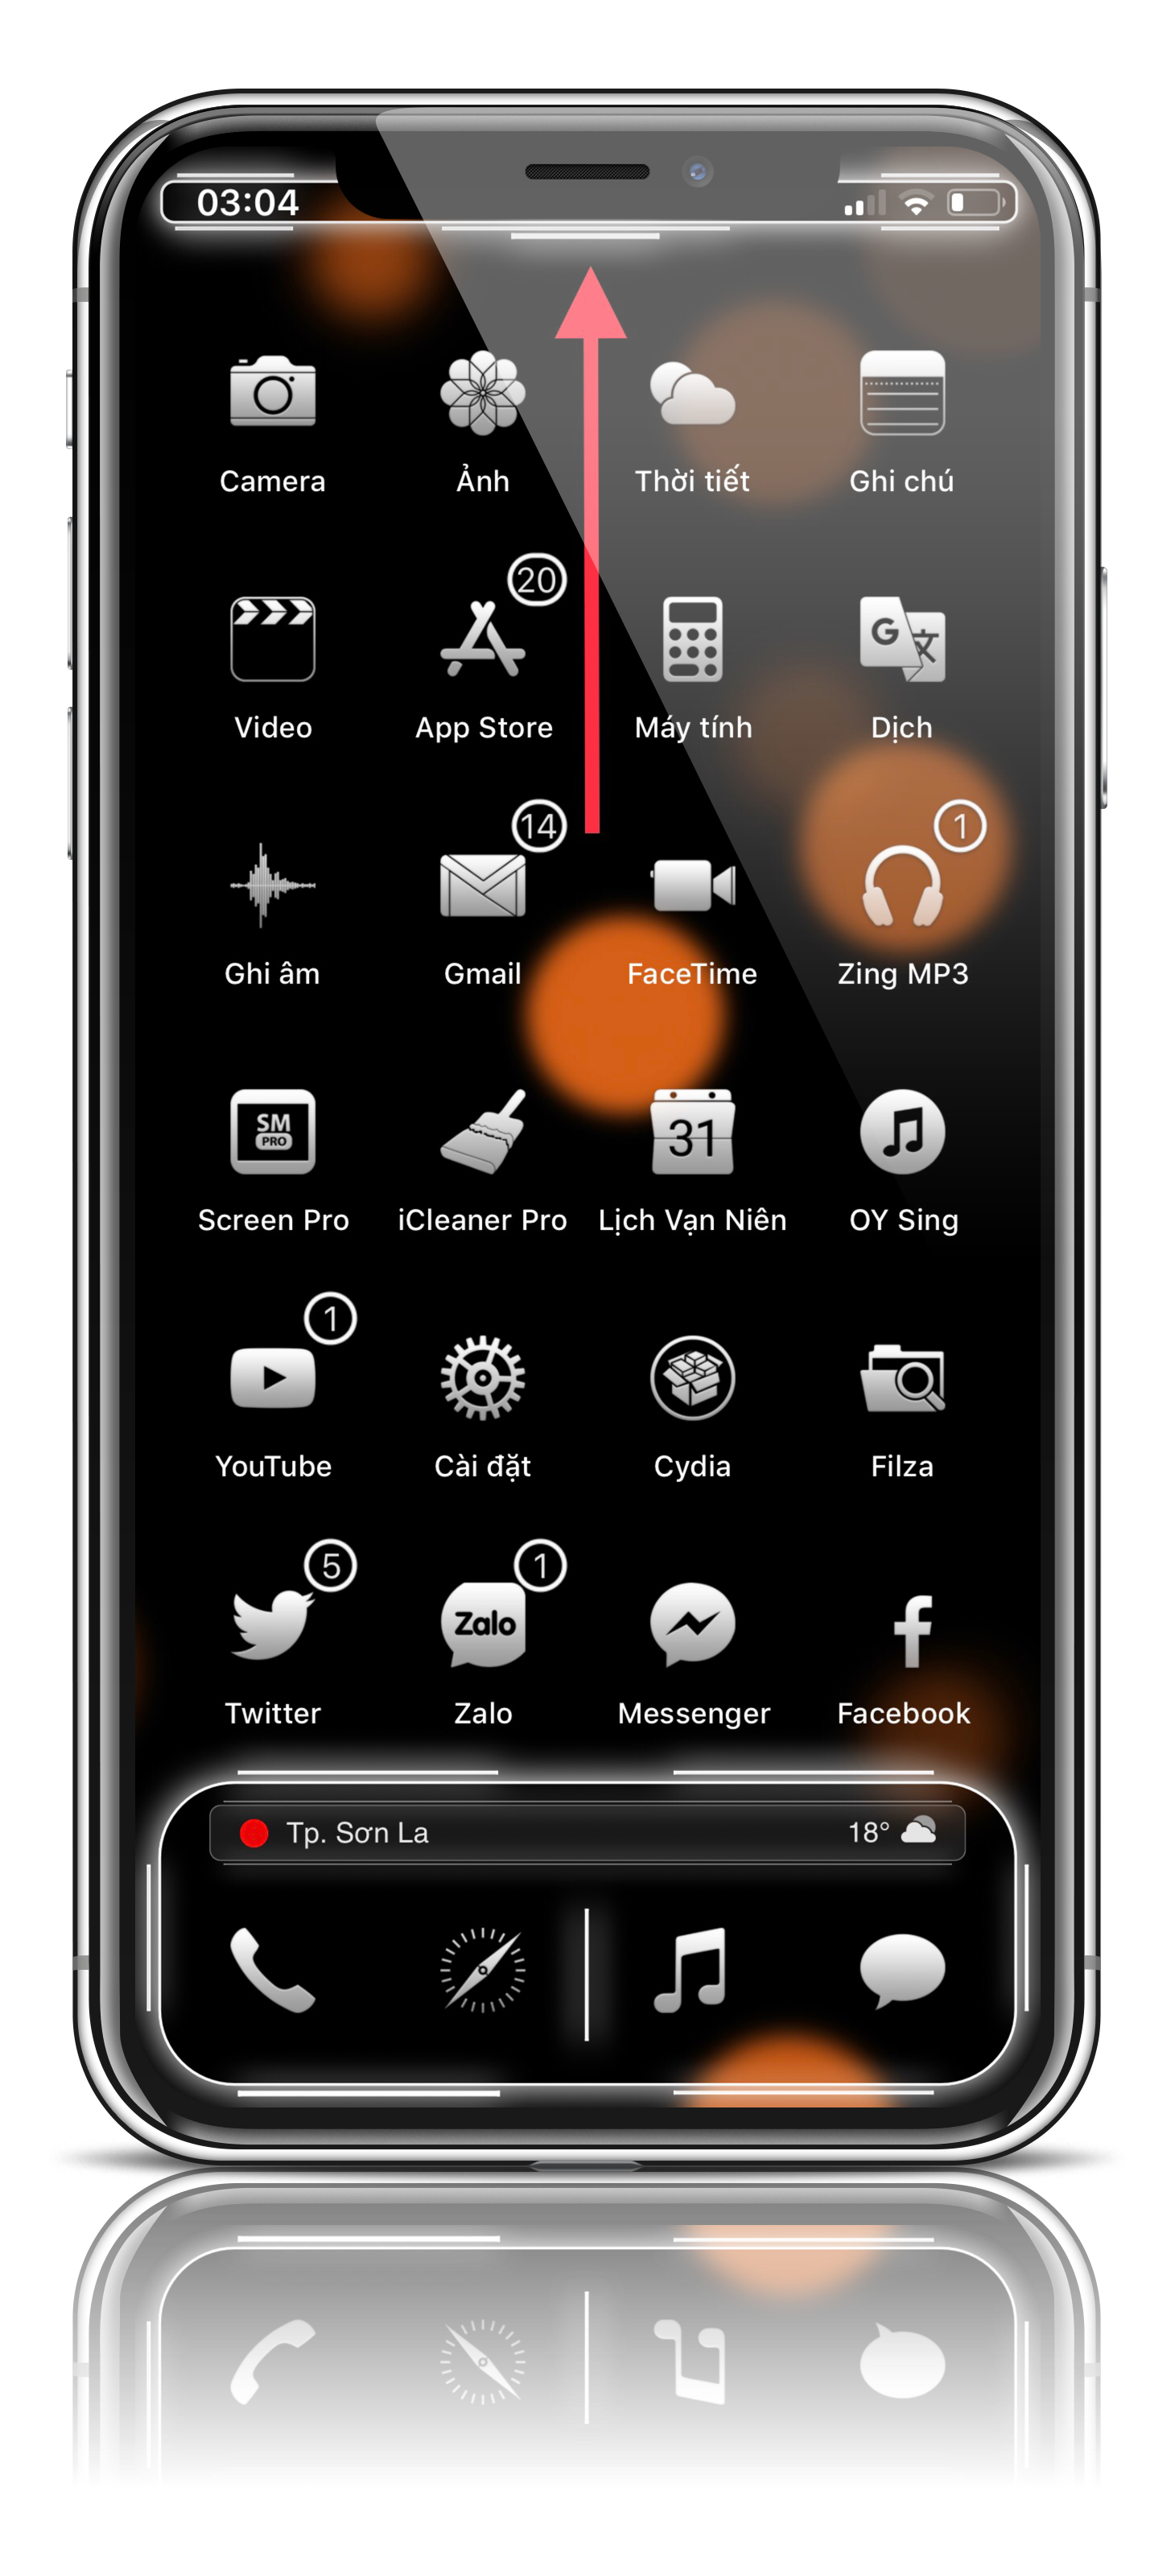 03:04
Camera
Ảnh
Thời tiết
Ghi chú
20
G 文
Video
App Store
Máy tính
Dịch
14
1
Ghi âm
Gmail
FaceTime
Zing MP3
SM
PRO
31
Screen Pro
iCleaner Pro
Lịch Vạn Niên
OY Sing
1
YouTube
Cài đặt
Cydia
Filza
5
1
Zalo
Twitter
Zalo
Messenger
Facebook
Tp. Sơn La 18°